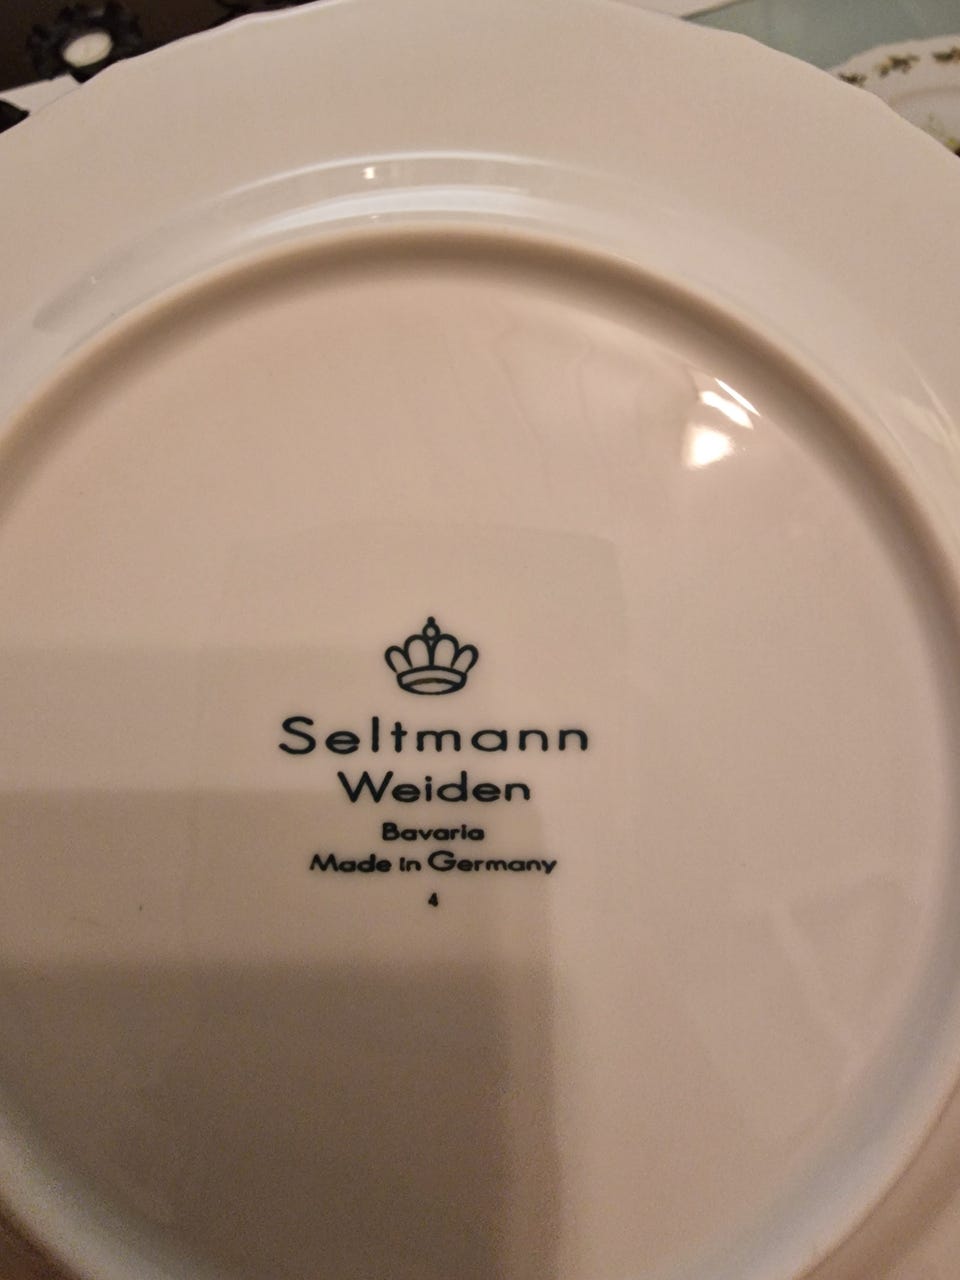 Seltmann
Weiden
Bavaria
Made in Germany
4